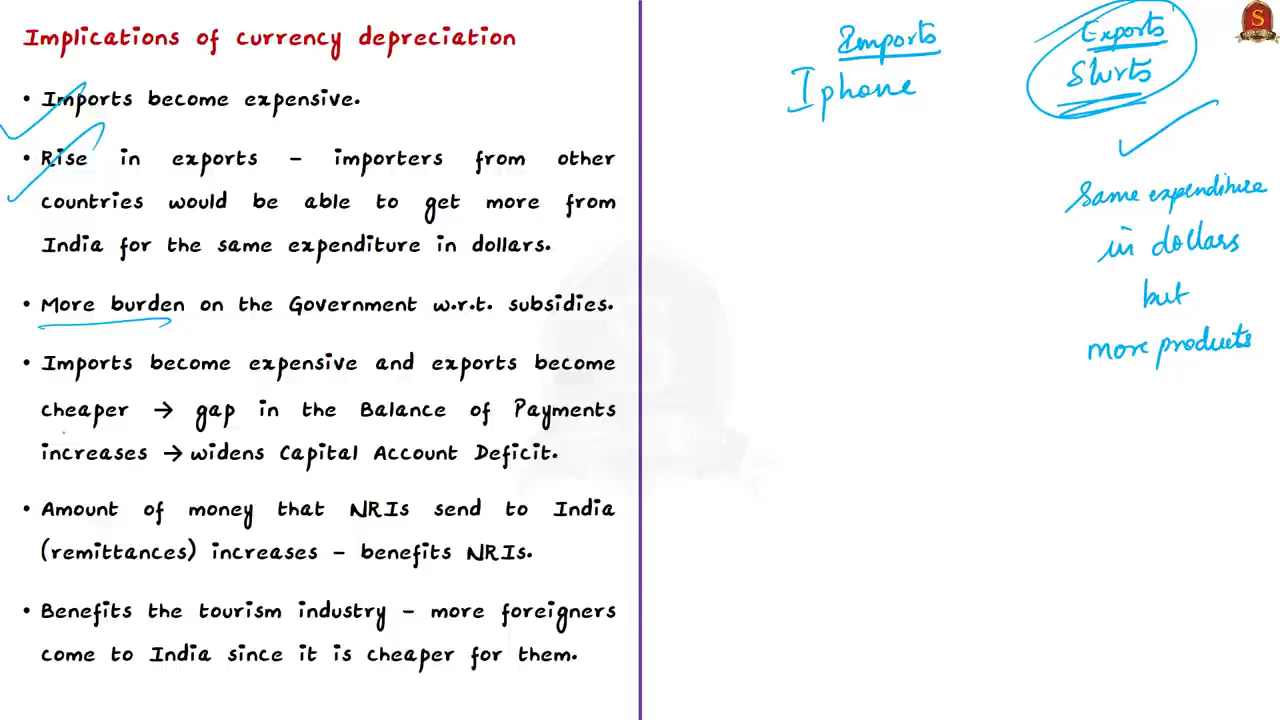 Implications of currency depreciation
• Imports become expensive.
• Rise in exports – importers from other
countries would be able to get more from
India for the same expenditure in dollars.
• More burden on the Government w.r.t. subsidies.
• Imports become expensive and exports become
cheaper → gap in the Balance of Payments
increases → widens Capital Account Deficit.
• Amount of money that NRIs send to India
(remittances) increases – benefits NRIs.
• Benefits the tourism industry – more foreigners
come to India since it is cheaper for them.
Imports
Iphone
Exports
Shirts
Same expenditure
in dollars
but
more products
S